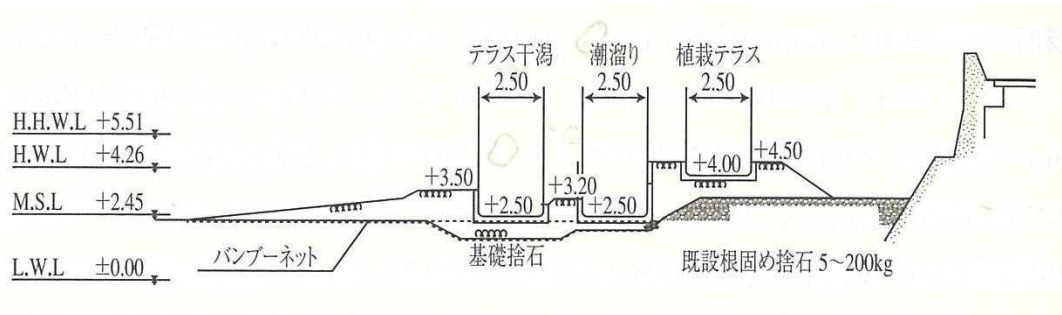 テラス干潟 潮溜り 植栽テラス
2.50 2.50 2.50
H.H.W.L +5.51
H.W.L +4.26
+4.00 +4.50
+3.50 +3.20
M.S.L +2.45
+2.50 +2.50
バンブーネット 基礎捨石
L.W.L ±0.00
既設根固め捨石 5〜200kg